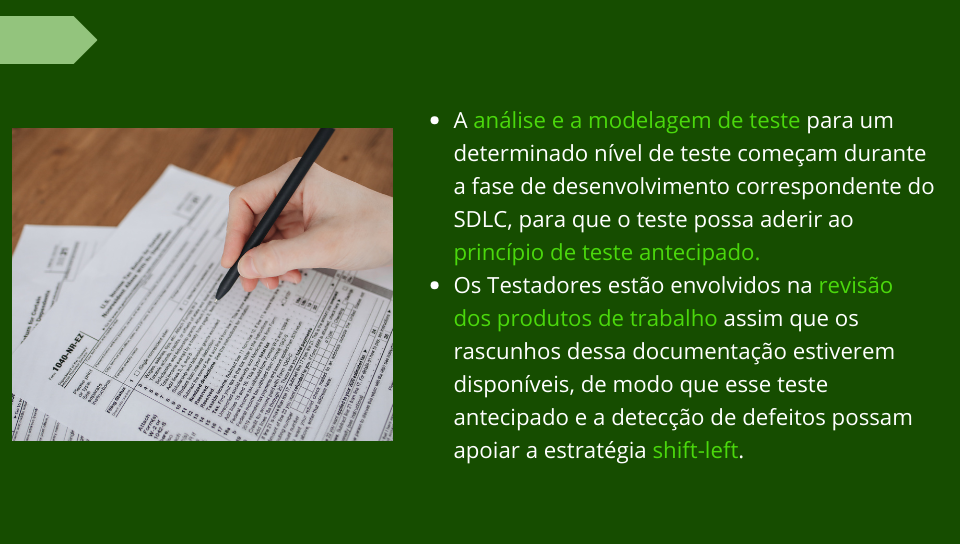 A análise e a modelagem de teste para um
determinado nível de teste começam durante
a fase de desenvolvimento correspondente do
SDLC, para que o teste possa aderir ao
princípio de teste antecipado.
Os Testadores estão envolvidos na revisão
dos produtos de trabalho assim que os
rascunhos dessa documentação estiverem
disponíveis, de modo que esse teste
antecipado e a detecção de defeitos possam
apoiar a estratégia shift-left.
1040-NR-EZ